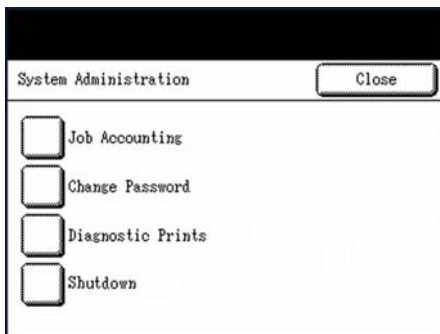 System Administration
Close
Job Accounting
Change Password
Diagnostic Prints
Shutdown